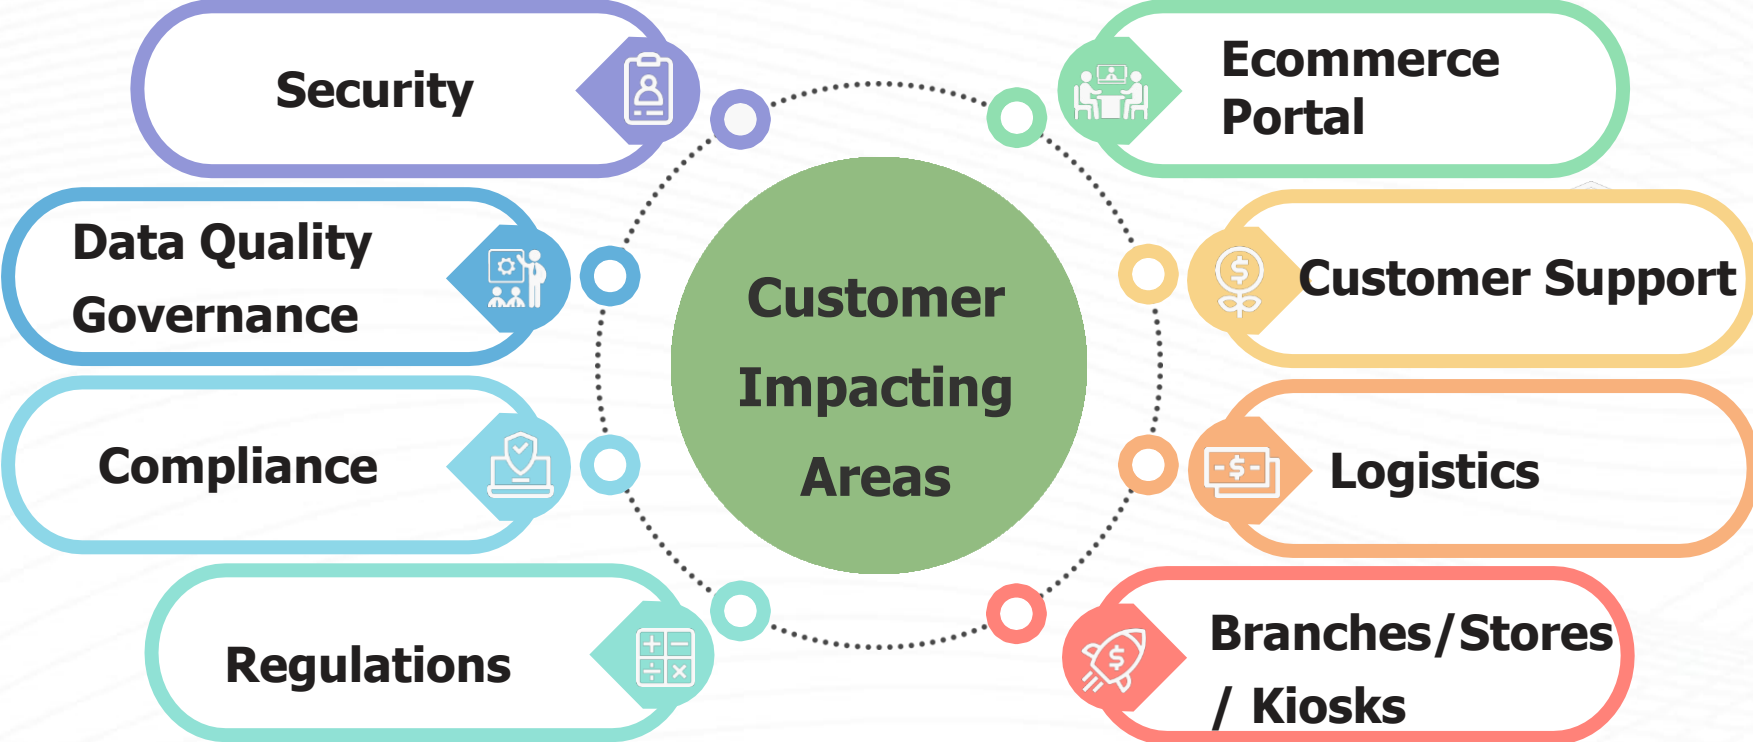 Security
Data Quality
Governance
Compliance
Regulations
Customer
Impacting
Areas
Ecommerce
Portal
Customer Support
Logistics
Branches/Stores
/ Kiosks